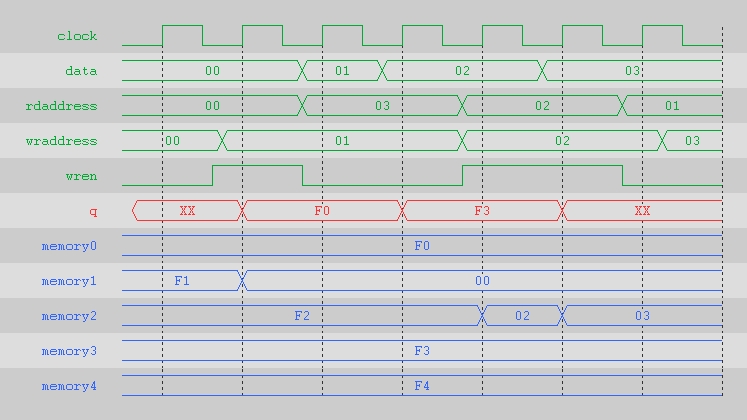 clock
data 00 01 02 03
rdaddress 00 03 02 01
wraddress 00 01 02 03
wren
q XX F0 F3 XX
memory0 F0
memory1 F1 00
memory2 F2 02 03
memory3 F3
memory4 F4